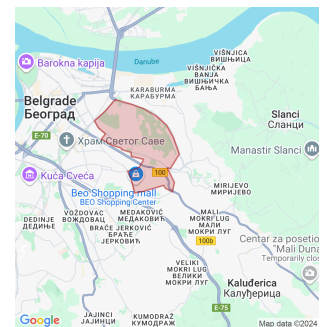 VIŠNJICA
ВИШЊИЦА
Barokna kapija
Danube
VIŠNJIČKA
BANJA
ВИШЊИЧКА
БАЊА
KARABURMA
КАРАБУРМА
Belgrade
Београд
Slanci
Сланци
E-70
Храм Светог Саве
Manastir Slanci
Kuća Cveća
100
Beo Shopping mall
BEO Shopping Center
MIRIJEVO
МИРИЈЕВО
DEDINJE
ДЕДИЊЕ
VOŽDOVAC
ВОЖДОВАЦ
MEDAKOVIĆ
МЕДАКОВИЋ
BRAĆE JERKOVIĆ
БРАЋЕ
ЈЕРКОВИЋ
MALI
MOKRI LUG
МАЛИ
МОКРИ ЛУГ
100b
Centar za posetio
"Mali Duna
Temporarily clos
VELIKI
MOKRI LUG
ВЕЛИКИ
МОКРИ ЛУГ
Kaluđerica
Калуђерица
E-75
JAJINCI
ЈАЈИНЦИ
KUMODRAŽ
КУМОДРАЖ
Google
Map data ©2024